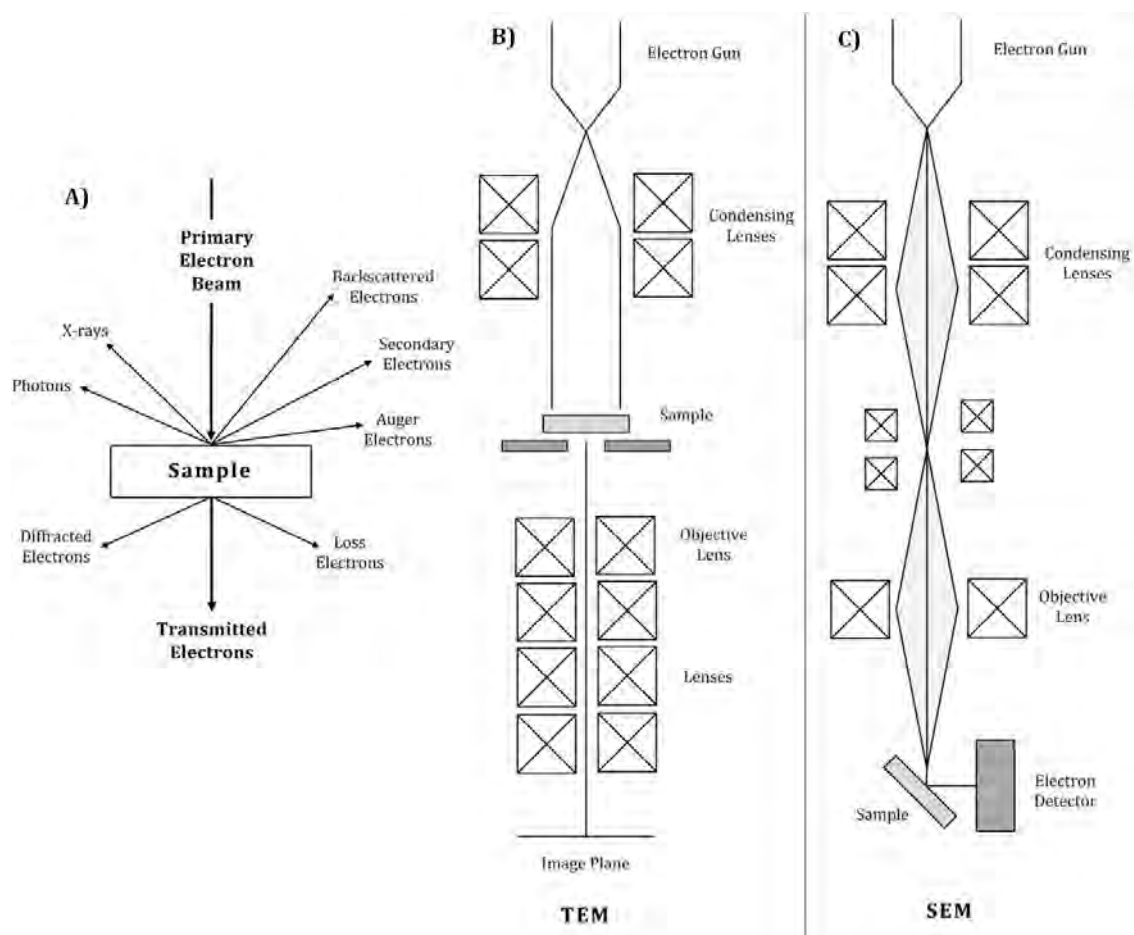 A)
Primary
Electron
Beam
Backscattered
Electrons
X-rays
Secondary
Electrons
Photons
Auger
Electrons
Sample
Diffracted
Electrons
Loss
Electrons
Transmitted
Electrons
B)
Electron Gun
Condensing
Lenses
Sample
Objective
Lens
Lenses
Image Plane
TEM
C)
Electron Gun
Condensing
Lenses
Objective
Lens
Electron
Detector
Sample
SEM